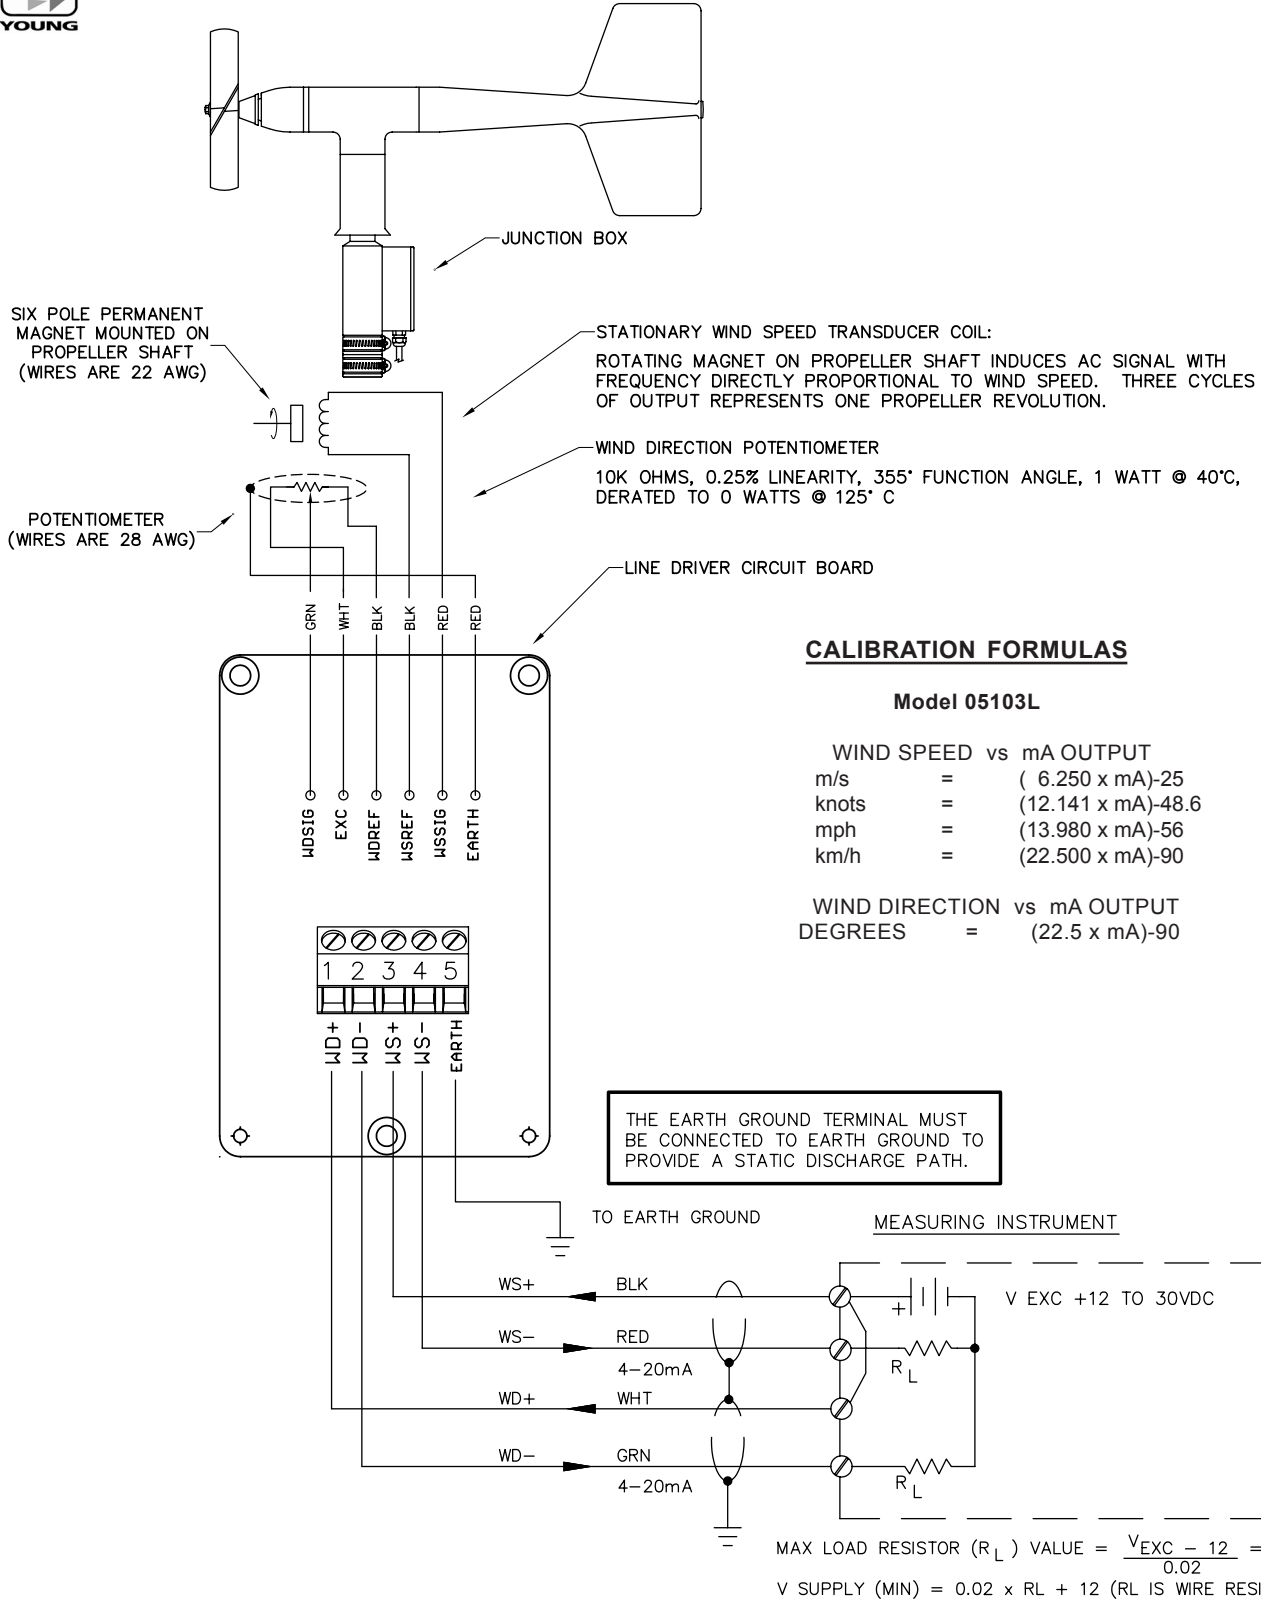 YOUNG
JUNCTION BOX
SIX POLE PERMANENT
MAGNET MOUNTED ON
PROPELLER SHAFT
(WIRES ARE 22 AWG)
STATIONARY WIND SPEED TRANSDUCER COIL:
ROTATING MAGNET ON PROPELLER SHAFT INDUCES AC SIGNAL WITH
FREQUENCY DIRECTLY PROPORTIONAL TO WIND SPEED. THREE CYCLES
OF OUTPUT REPRESENTS ONE PROPELLER REVOLUTION.
WIND DIRECTION POTENTIOMETER
10K OHMS, 0.25% LINEARITY, 355° FUNCTION ANGLE, 1 WATT @ 40°C,
DERATED TO 0 WATTS @ 125° C
POTENTIOMETER
(WIRES ARE 28 AWG)
LINE DRIVER CIRCUIT BOARD
GRN WHT BLK BLK RED RED
WDSIG EXC WDREF WSREF WSSIG EARTH
CALIBRATION FORMULAS
Model 05103L
WIND SPEED vs mA OUTPUT
m/s = ( 6.250 x mA)-25
knots = (12.141 x mA)-48.6
mph = (13.980 x mA)-56
km/h = (22.500 x mA)-90
WIND DIRECTION vs mA OUTPUT
DEGREES = (22.5 x mA)-90
1 2 3 4 5
WD+ WD- WS+ WS- EARTH
THE EARTH GROUND TERMINAL MUST
BE CONNECTED TO EARTH GROUND TO
PROVIDE A STATIC DISCHARGE PATH.
TO EARTH GROUND
MEASURING INSTRUMENT
WS+ BLK
+ V EXC +12 TO 30VDC
WS- RED
4-20mA
RL
WD+ WHT
WD- GRN
4-20mA
RL
MAX LOAD RESISTOR (RL) VALUE = VEXC - 12 / 0.02 =
V SUPPLY (MIN) = 0.02 x RL + 12 (RL IS WIRE RESI